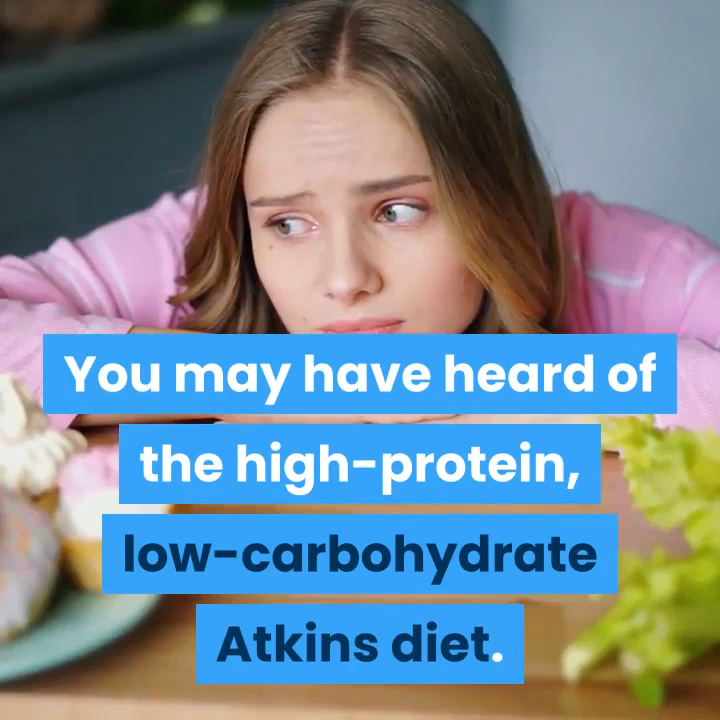 You may have heard of
the high-protein,
low-carbohydrate
Atkins diet.